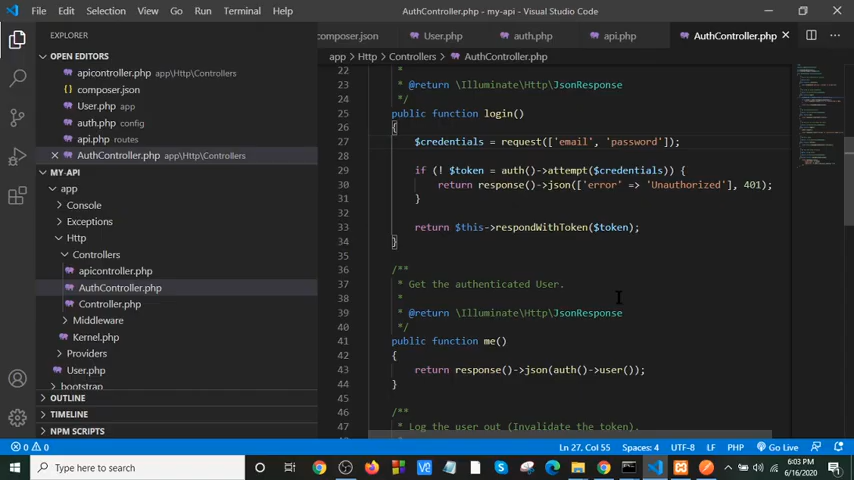 File Edit Selection View Go Run Terminal Help
AuthController.php - my-api - Visual Studio Code
EXPLORER
composer.json User.php auth.php api.php AuthController.php
OPEN EDITORS
app > Http > Controllers > AuthController.php
apicontroller.php app\Http\Controllers
composer.json
User.php app
auth.php config
api.php routes
AuthController.php app\Http\Controllers
MY-API
app
Console
Exceptions
Http
Controllers
apicontroller.php
AuthController.php
Controller.php
Middleware
Kernel.php
Providers
User.php
bootstrap
OUTLINE
TIMELINE
NPM SCRIPTS
22 *
23 * @return \Illuminate\Http\JsonResponse
24 */
25 public function login()
26 {
27 $credentials = request(['email', 'password']);
28
29 if (! $token = auth()->attempt($credentials)) {
30 return response()->json(['error' => 'Unauthorized'], 401);
31 }
32
33 return $this->respondWithToken($token);
34 }
35
36 /**
37 * Get the authenticated User.
38 *
39 * @return \Illuminate\Http\JsonResponse
40 */
41 public function me()
42 {
43 return response()->json(auth()->user());
44 }
45
46 /**
47 * Log the user out (Invalidate the token).
0 0 Ln 27, Col 55 Spaces: 4 UTF-8 LF PHP Go Live
Type here to search
6:03 PM
6/16/2020